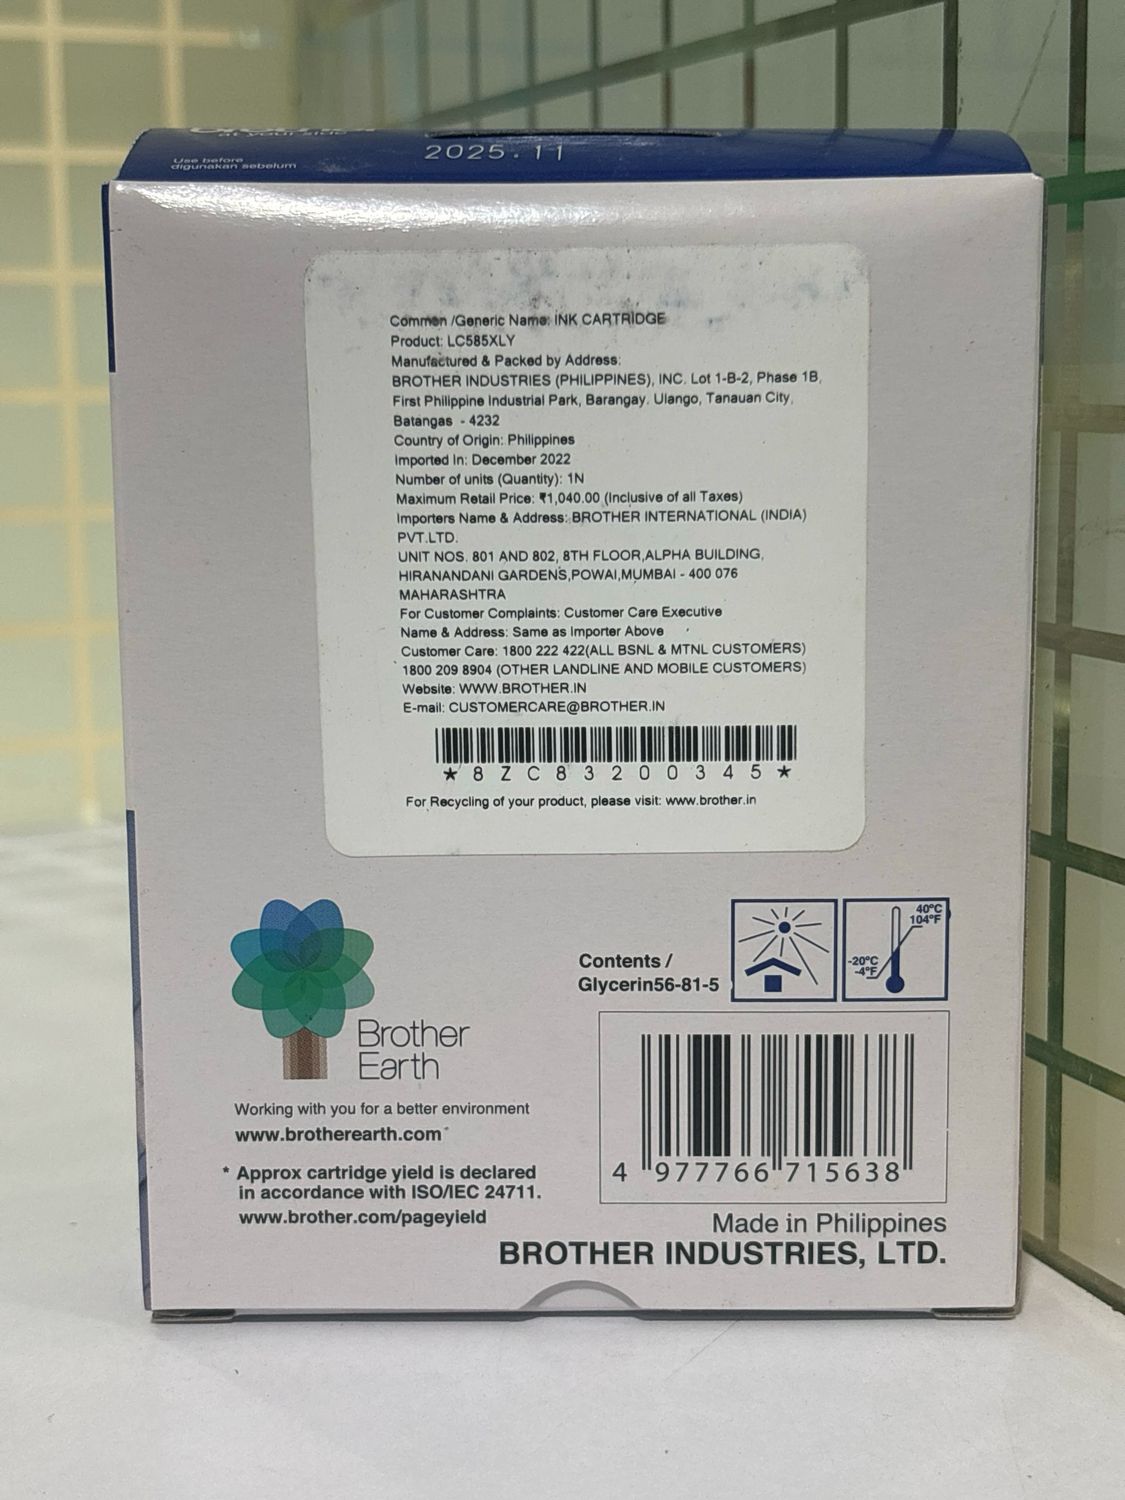 at your side
Use before
digunakan sebelum
2025.11
Common /Generic Name: INK CARTRIDGE
Product: LC585XLY
Manufactured & Packed by Address:
BROTHER INDUSTRIES (PHILIPPINES), INC. Lot 1-B-2, Phase 1B,
First Philippine Industrial Park, Barangay. Ulango, Tanauan City,
Batangas - 4232
Country of Origin: Philippines
Imported In: December 2022
Number of units (Quantity): 1N
Maximum Retail Price: ₹1,040.00 (Inclusive of all Taxes)
Importers Name & Address: BROTHER INTERNATIONAL (INDIA)
PVT.LTD.
UNIT NOS. 801 AND 802, 8TH FLOOR,ALPHA BUILDING,
HIRANANDANI GARDENS,POWAI,MUMBAI - 400 076
MAHARASHTRA
For Customer Complaints: Customer Care Executive
Name & Address: Same as Importer Above
Customer Care: 1800 222 422(ALL BSNL & MTNL CUSTOMERS)
1800 209 8904 (OTHER LANDLINE AND MOBILE CUSTOMERS)
Website: WWW.BROTHER.IN
E-mail: CUSTOMERCARE@BROTHER.IN
*8ZC83200345*
For Recycling of your product, please visit: www.brother.in
Contents /
Glycerin56-81-5
40°C
104°F
-20°C
-4°F
Brother
Earth
Working with you for a better environment
www.brotherearth.com
* Approx cartridge yield is declared
in accordance with ISO/IEC 24711.
www.brother.com/pageyield
4 977766 715638
Made in Philippines
BROTHER INDUSTRIES, LTD.